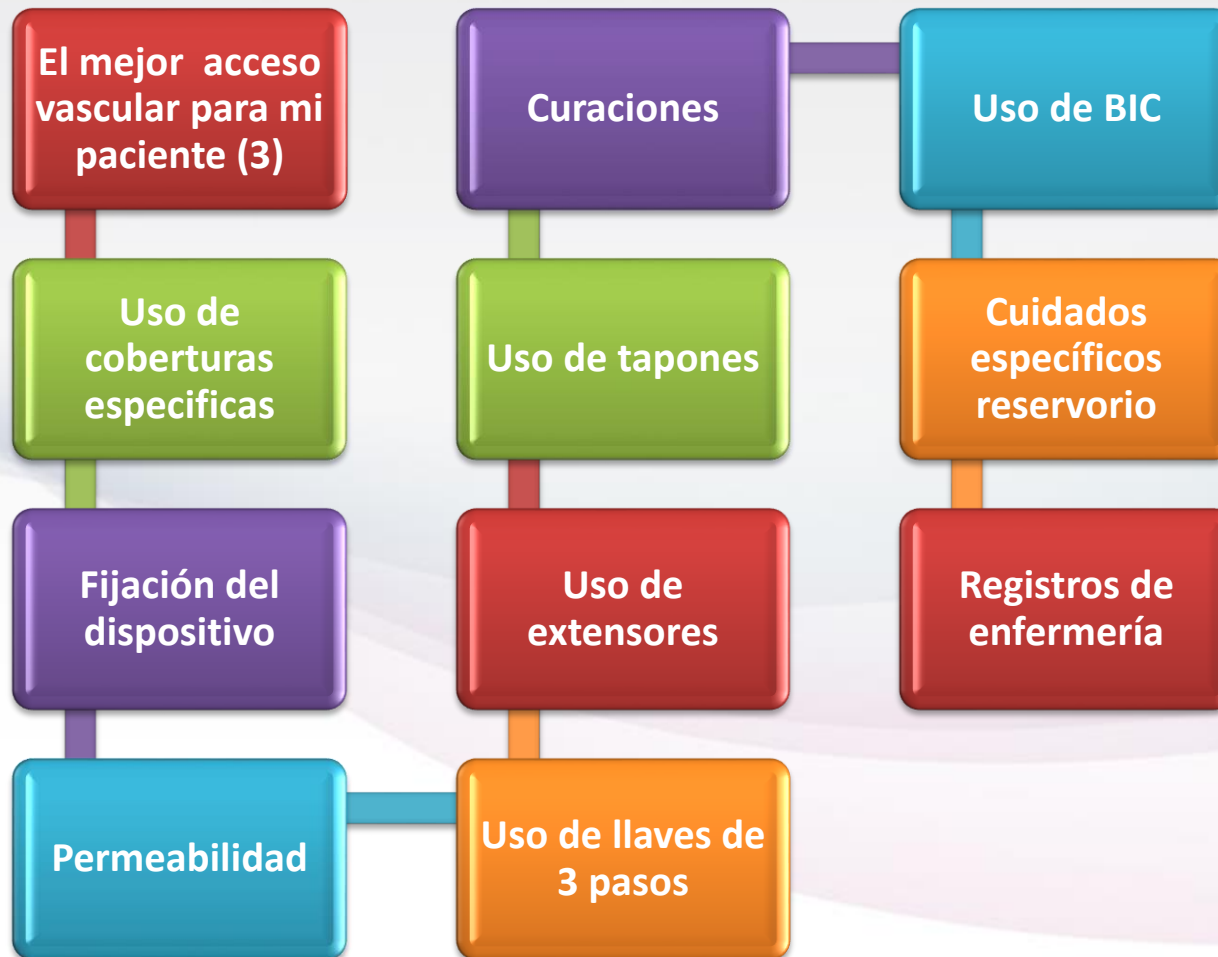 El mejor acceso
vascular para mi
paciente (3)
Uso de
coberturas
especificas
Fijación del
dispositivo
Permeabilidad
Uso de llaves de
3 pasos
Uso de
extensores
Uso de tapones
Curaciones
Uso de BIC
Cuidados
específicos
reservorio
Registros de
enfermería